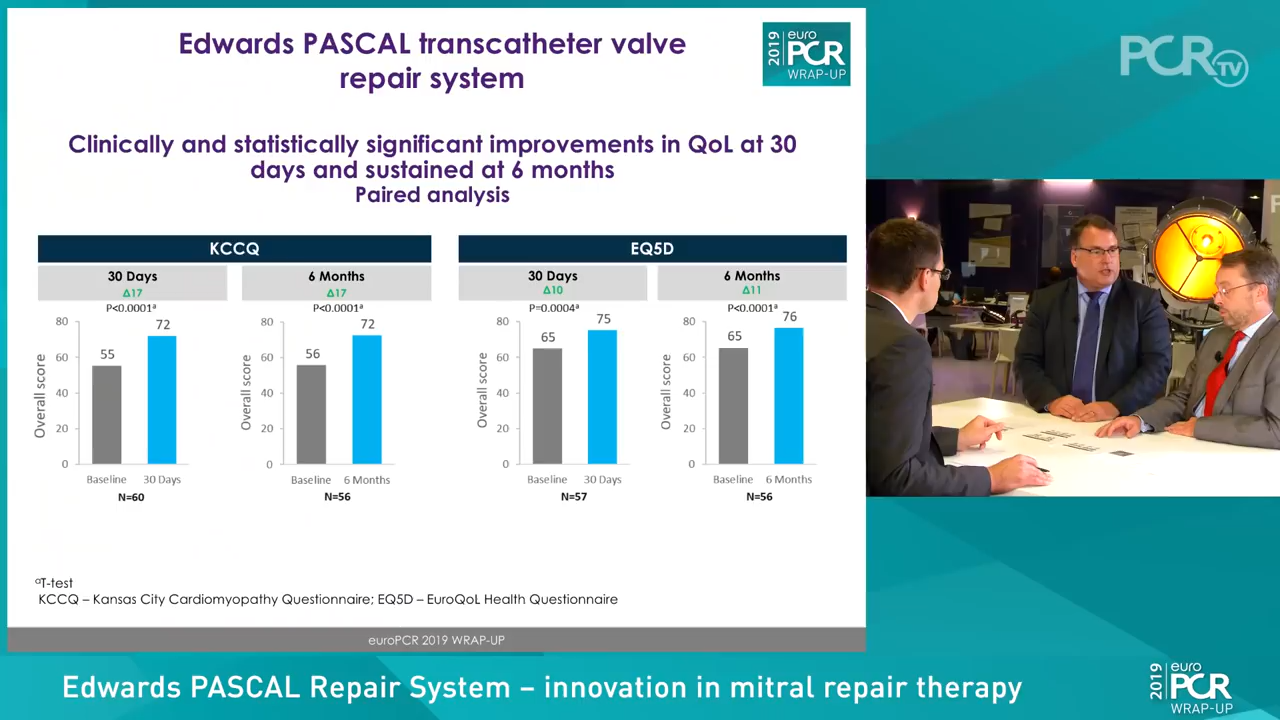 Edwards PASCAL transcatheter valve
repair system
2019
euro
PCR
WRAP-UP
PCR TV
Clinically and statistically significant improvements in QoL at 30
days and sustained at 6 months
Paired analysis
KCCQ
30 Days
Δ17
P<0.0001ᵃ
6 Months
Δ17
P<0.0001ᵃ
Overall score
80
60
40
20
0
55
72
Baseline
30 Days
N=60
Overall score
80
60
40
20
0
56
72
Baseline
6 Months
N=56
EQ5D
30 Days
Δ10
P=0.0004ᵃ
6 Months
Δ11
P<0.0001ᵃ
Overall score
80
60
40
20
0
65
75
Baseline
30 Days
N=57
Overall score
80
60
40
20
0
65
76
Baseline
6 Months
N=56
ᵃT-test
KCCQ – Kansas City Cardiomyopathy Questionnaire; EQ5D – EuroQoL Health Questionnaire
euroPCR 2019 WRAP-UP
Edwards PASCAL Repair System – innovation in mitral repair therapy
2019
euro
PCR
WRAP-UP